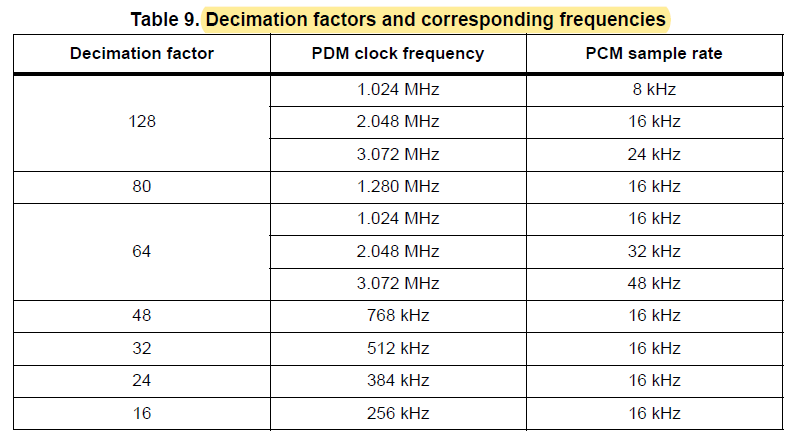 Table 9. Decimation factors and corresponding frequencies
Decimation factor PDM clock frequency PCM sample rate
128 1.024 MHz 8 kHz
2.048 MHz 16 kHz
3.072 MHz 24 kHz
80 1.280 MHz 16 kHz
64 1.024 MHz 16 kHz
2.048 MHz 32 kHz
3.072 MHz 48 kHz
48 768 kHz 16 kHz
32 512 kHz 16 kHz
24 384 kHz 16 kHz
16 256 kHz 16 kHz